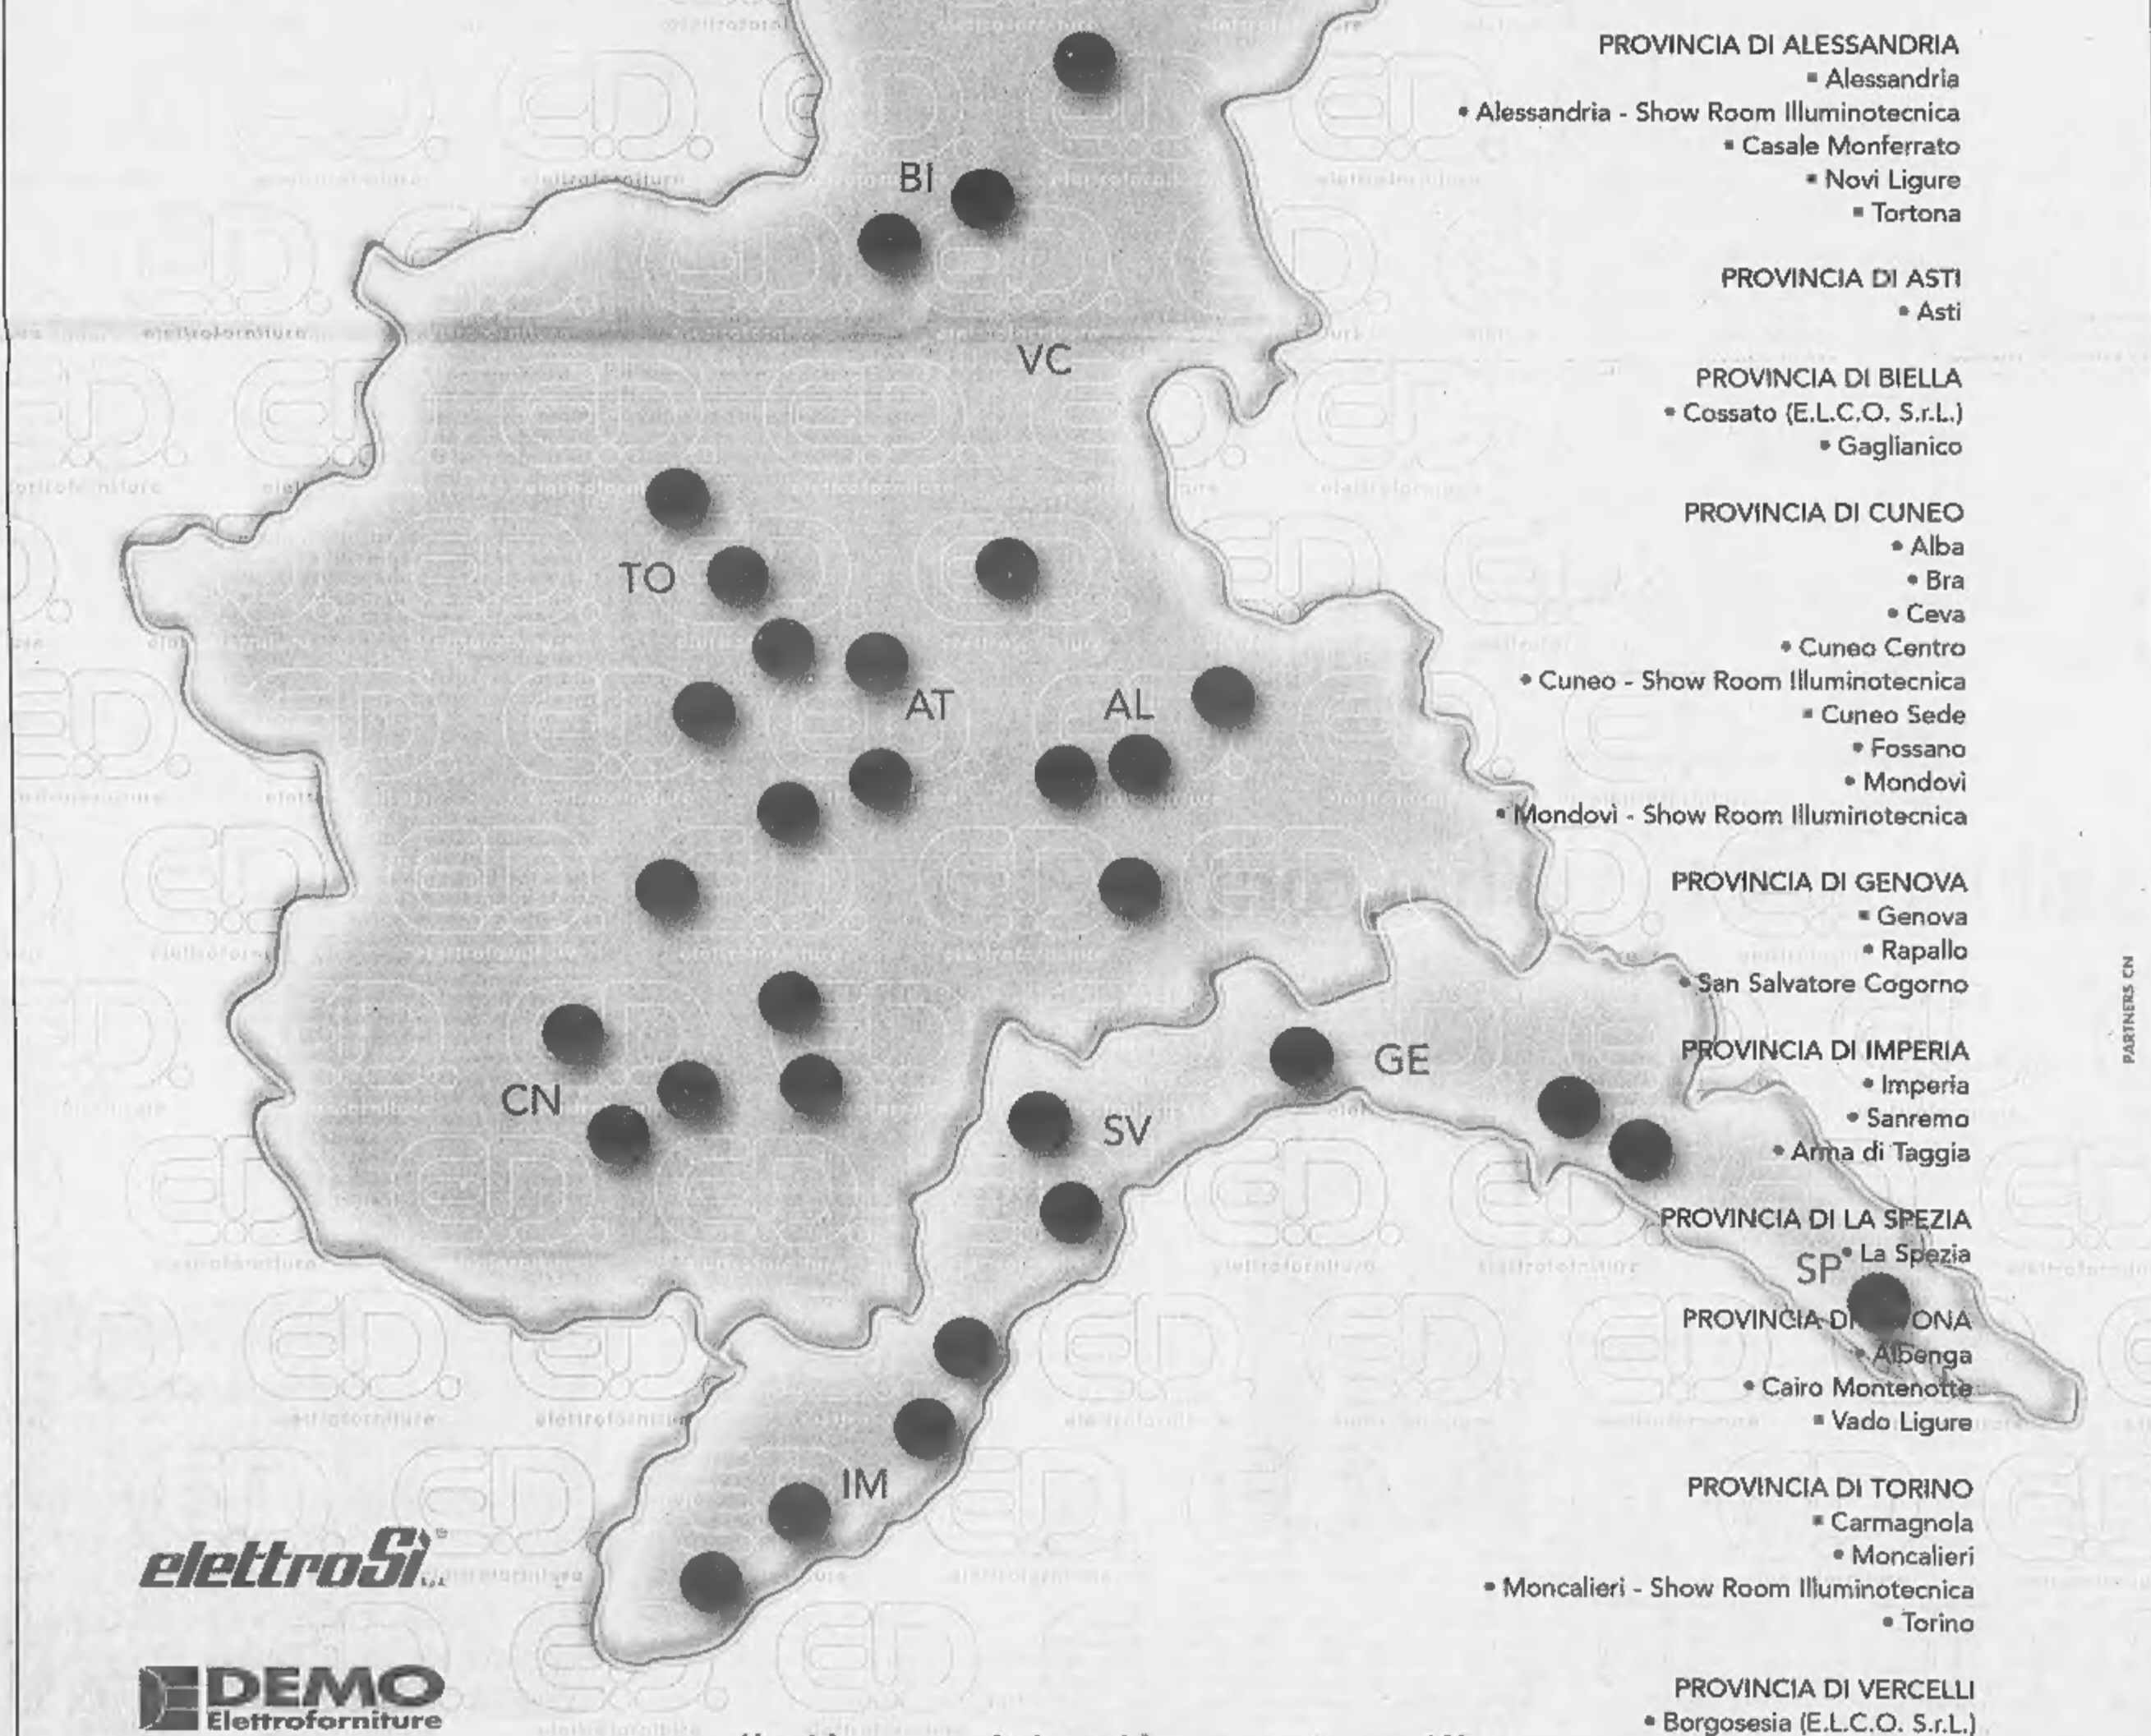 PROVINCIA DI ALESSANDRIA
▪ Alessandria
• Alessandria - Show Room Illuminotecnica
▪ Casale Monferrato
▪ Novi Ligure
▪ Tortona
PROVINCIA DI ASTI
• Asti
PROVINCIA DI BIELLA
• Cossato (E.L.C.O. S.r.L.)
• Gaglianico
PROVINCIA DI CUNEO
• Alba
• Bra
• Ceva
• Cuneo Centro
• Cuneo - Show Room Illuminotecnica
▪ Cuneo Sede
• Fossano
• Mondovì
• Mondovì - Show Room Illuminotecnica
PROVINCIA DI GENOVA
▪ Genova
• Rapallo
• San Salvatore Cogorno
PROVINCIA DI IMPERIA
• Imperia
• Sanremo
• Arma di Taggia
PROVINCIA DI LA SPEZIA
• La Spezia
PROVINCIA DI
• Albenga
• Cairo Montenotte
▪ Vado Ligure
PROVINCIA DI TORINO
▪ Carmagnola
• Moncalieri
• Moncalieri - Show Room Illuminotecnica
• Torino
PROVINCIA DI VERCELLI
• Borgosesia (E.L.C.O. S.r.L.)
BI
VC
TO
AT
AL
CN
SV
GE
SP
IM
PARTNERS CN
elettroSì®
DEMO
Elettroforniture
E.D.
elettroforniture